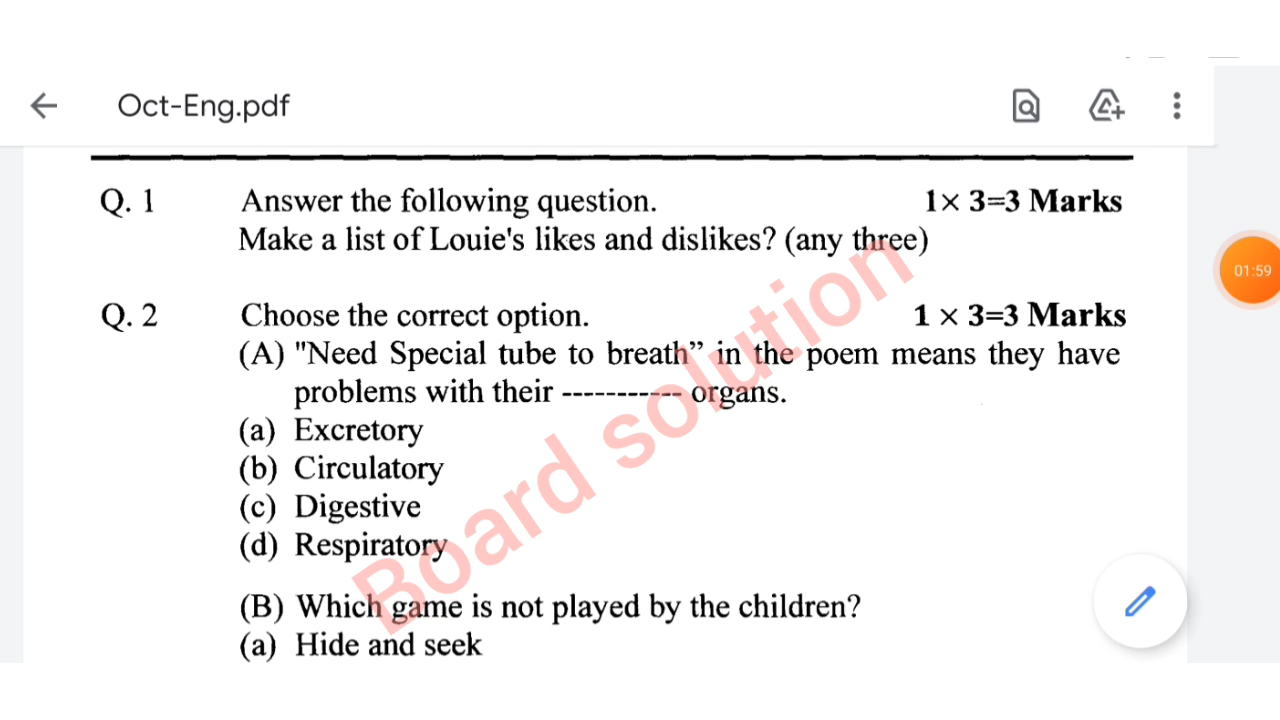 Oct-Eng.pdf
Q. 1 Answer the following question. 1× 3=3 Marks
Make a list of Louie's likes and dislikes? (any three)
01:59
Q. 2 Choose the correct option. 1 × 3=3 Marks
(A) "Need Special tube to breath” in the poem means they have
problems with their ----------- organs.
(a) Excretory
(b) Circulatory
(c) Digestive
(d) Respiratory
(B) Which game is not played by the children?
(a) Hide and seek
Board solution